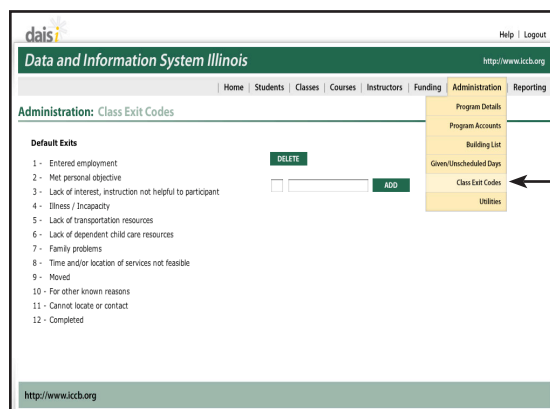 dais i
Help | Logout
Data and Information System Illinois
http://www.iccb.org
| Home | Students | Classes | Courses | Instructors | Funding | Administration | Reporting
Program Details
Program Accounts
Building List
Given/Unscheduled Days
Class Exit Codes
Utilities
Administration: Class Exit Codes
Default Exits
1 - Entered employment
2 - Met personal objective
3 - Lack of interest, instruction not helpful to participant
4 - Illness / Incapacity
5 - Lack of transportation resources
6 - Lack of dependent child care resources
7 - Family problems
8 - Time and/or location of services not feasible
9 - Moved
10 - For other known reasons
11 - Cannot locate or contact
12 - Completed
DELETE
ADD
http://www.iccb.org